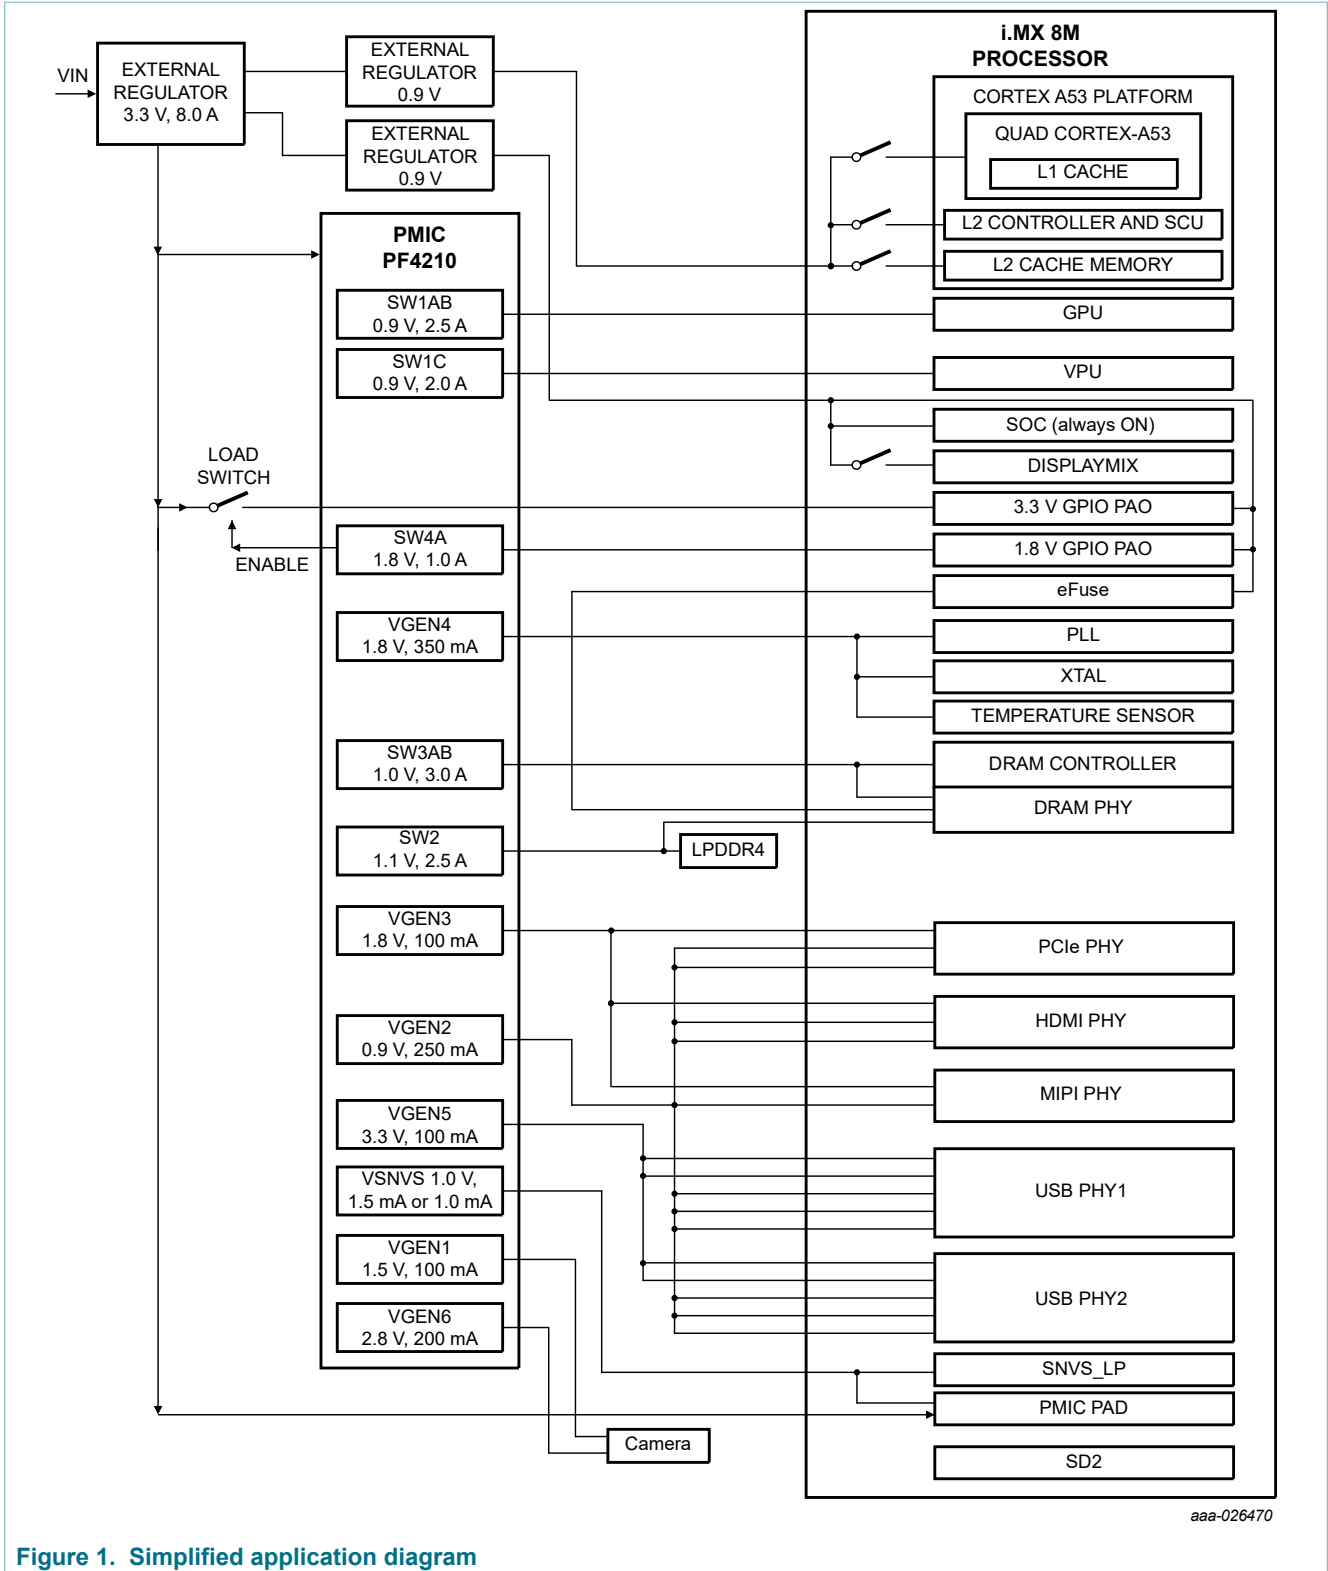 i.MX 8M
PROCESSOR
VIN
EXTERNAL
REGULATOR
3.3 V, 8.0 A
EXTERNAL
REGULATOR
0.9 V
EXTERNAL
REGULATOR
0.9 V
CORTEX A53 PLATFORM
QUAD CORTEX-A53
L1 CACHE
L2 CONTROLLER AND SCU
L2 CACHE MEMORY
PMIC
PF4210
SW1AB
0.9 V, 2.5 A
GPU
SW1C
0.9 V, 2.0 A
VPU
SOC (always ON)
DISPLAYMIX
LOAD
SWITCH
3.3 V GPIO PAO
ENABLE
SW4A
1.8 V, 1.0 A
1.8 V GPIO PAO
eFuse
VGEN4
1.8 V, 350 mA
PLL
XTAL
TEMPERATURE SENSOR
SW3AB
1.0 V, 3.0 A
DRAM CONTROLLER
DRAM PHY
SW2
1.1 V, 2.5 A
LPDDR4
VGEN3
1.8 V, 100 mA
PCIe PHY
HDMI PHY
VGEN2
0.9 V, 250 mA
MIPI PHY
VGEN5
3.3 V, 100 mA
VSNVS 1.0 V,
1.5 mA or 1.0 mA
USB PHY1
VGEN1
1.5 V, 100 mA
USB PHY2
VGEN6
2.8 V, 200 mA
SNVS_LP
PMIC PAD
Camera
SD2
aaa-026470
Figure 1. Simplified application diagram